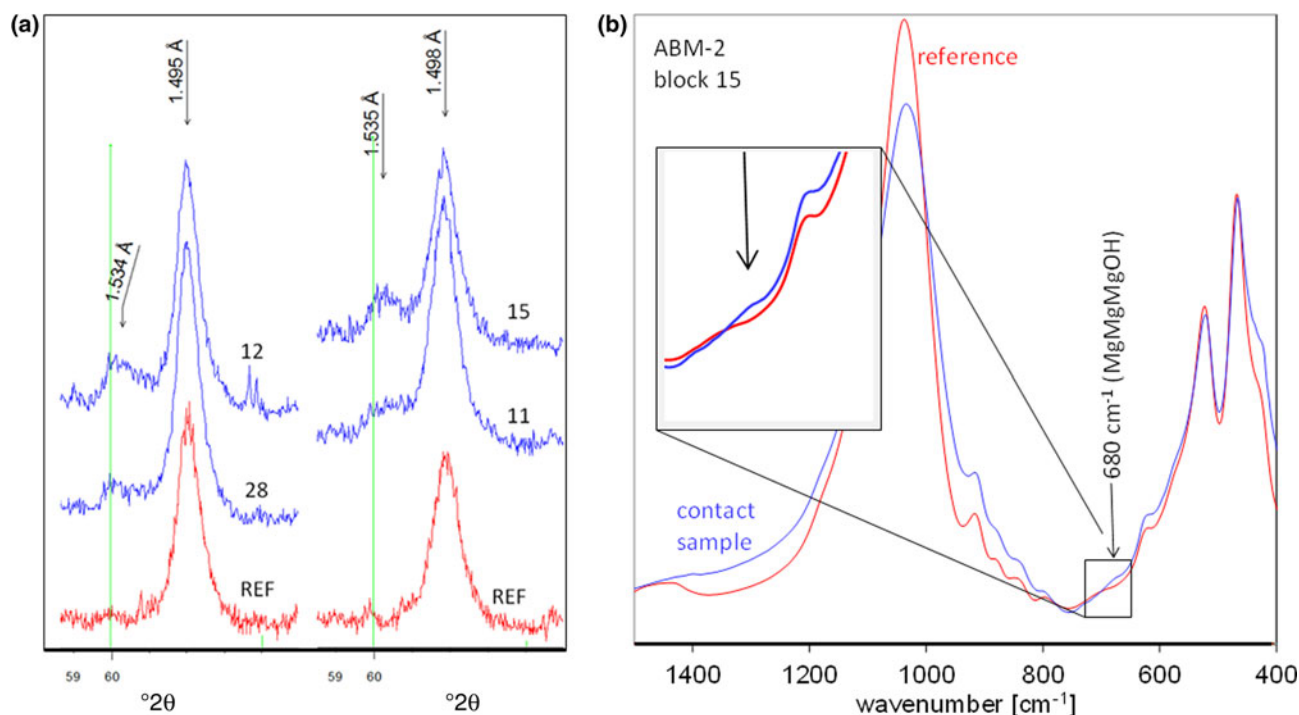 (a)
1.495 Å
1.498 Å
1.535 Å
1.534 Å
12
28
REF
15
11
REF
59
60
59
60
°2θ
°2θ
(b)
ABM-2
block 15
reference
contact
sample
680 cm⁻¹ (MgMgMgOH)
1400
1200
1000
800
600
400
wavenumber [cm⁻¹]